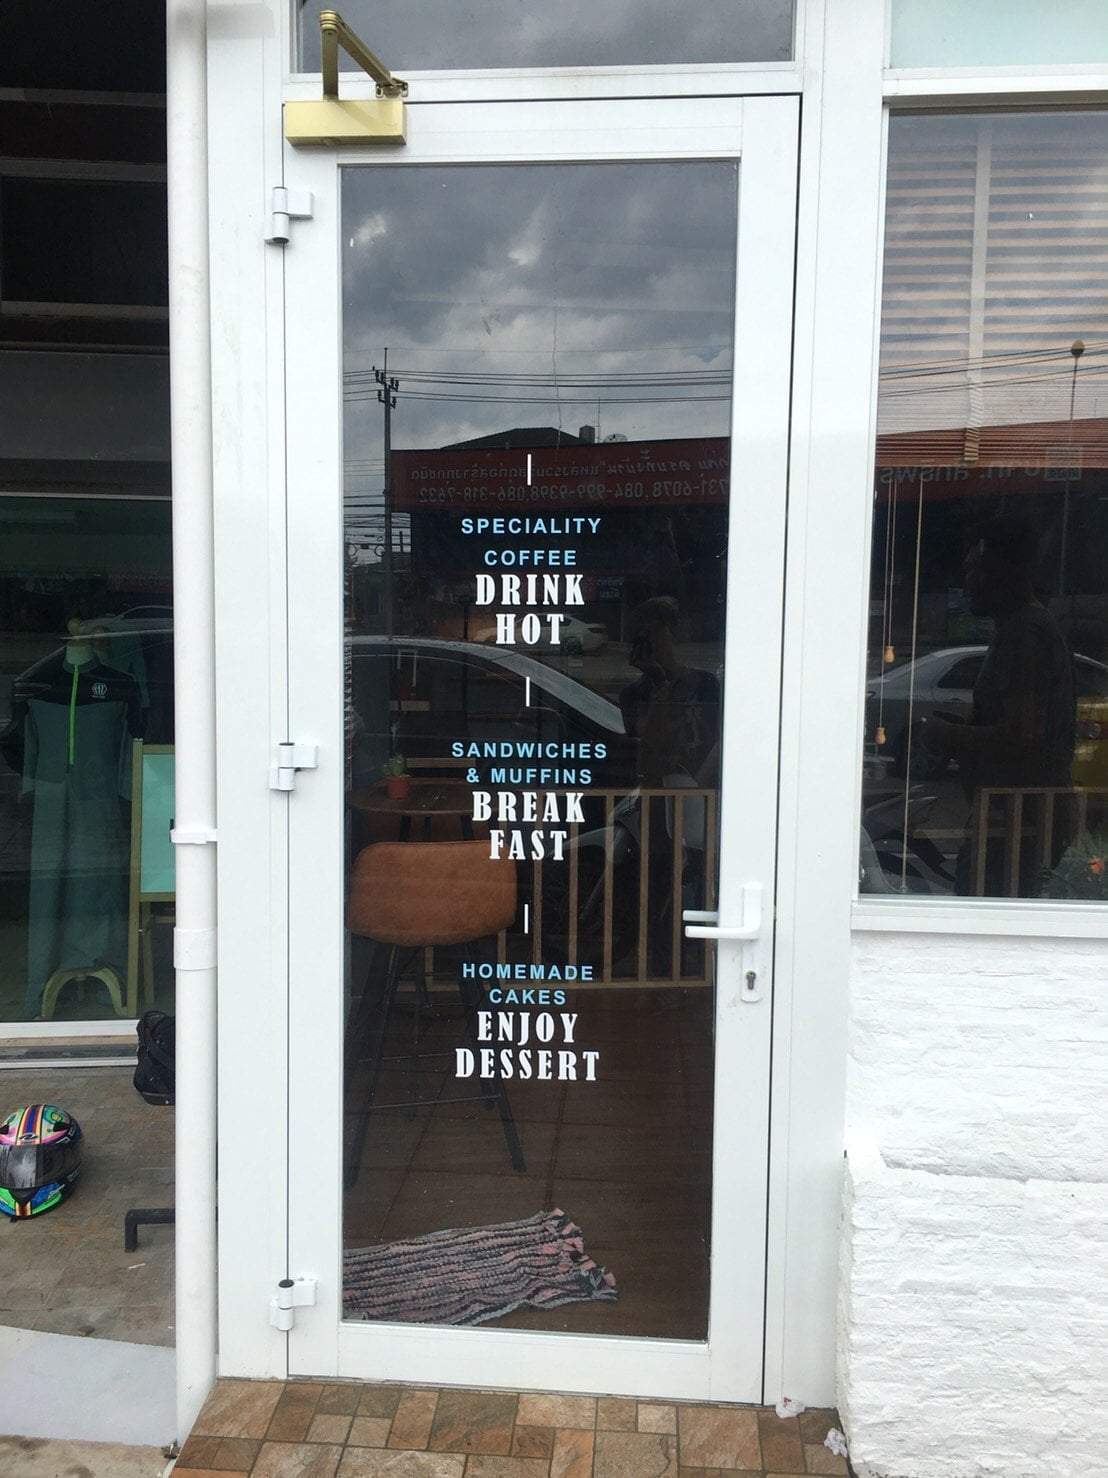 SPECIALITY
COFFEE
DRINK
HOT
SANDWICHES
& MUFFINS
BREAK
FAST
HOMEMADE
CAKES
ENJOY
DESSERT